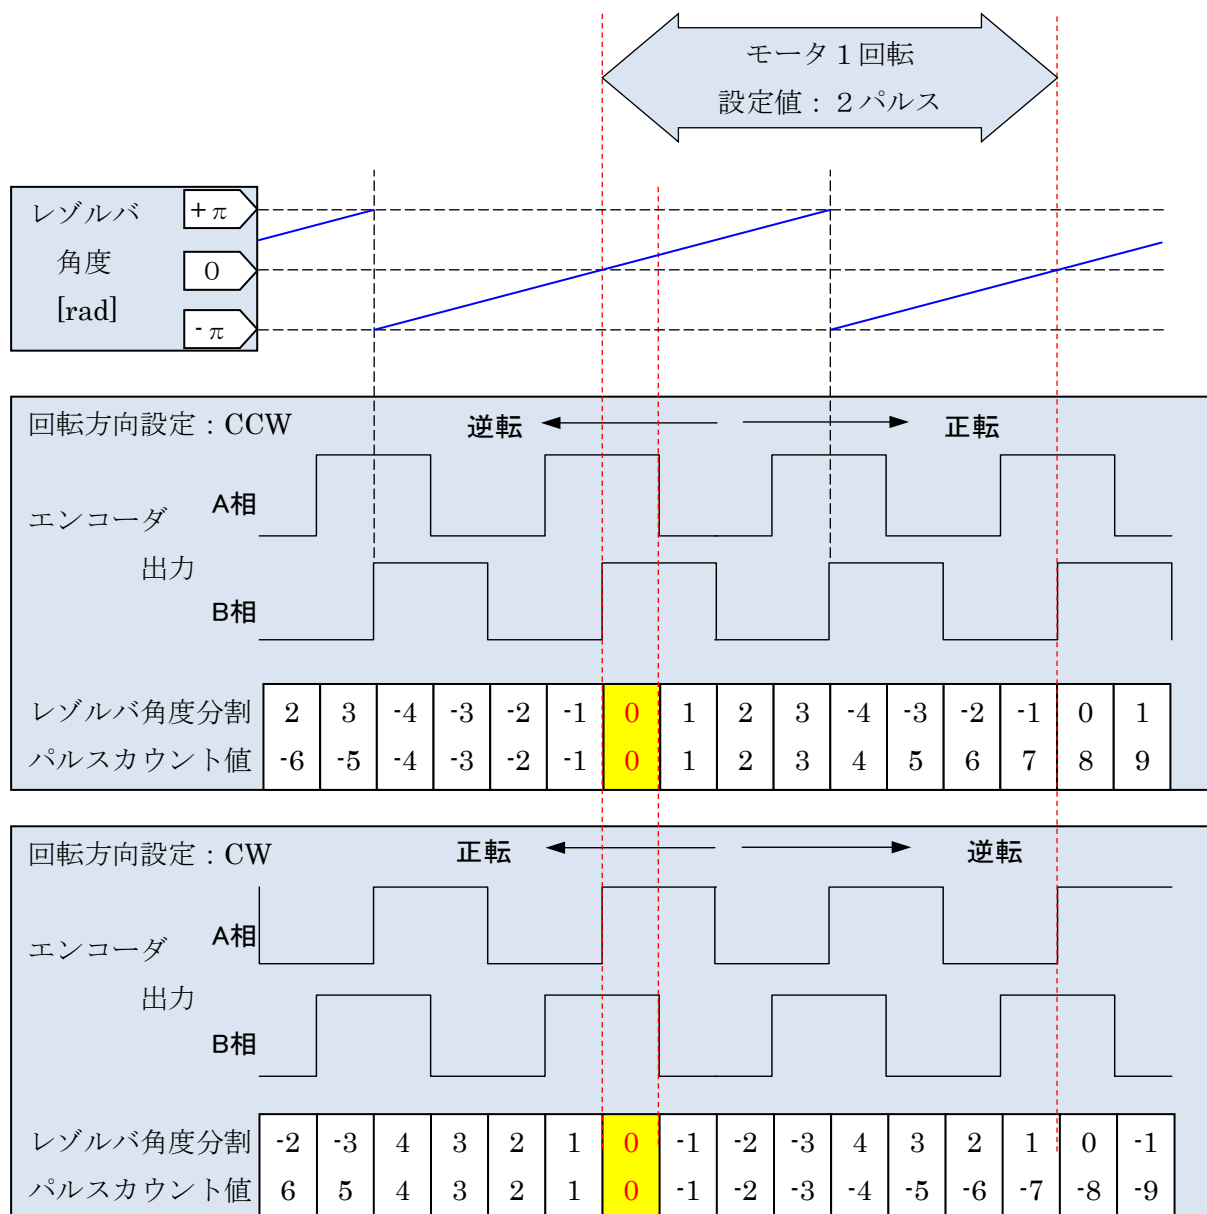 モータ１回転
設定値：２パルス
レゾルバ
角度
[rad]
+π
0
-π
回転方向設定：CCW
逆転
正転
エンコーダ
出力
A相
B相
レゾルバ角度分割 2 3 -4 -3 -2 -1 0 1 2 3 -4 -3 -2 -1 0 1
パルスカウント値 -6 -5 -4 -3 -2 -1 0 1 2 3 4 5 6 7 8 9
回転方向設定：CW
正転
逆転
エンコーダ
出力
A相
B相
レゾルバ角度分割 -2 -3 4 3 2 1 0 -1 -2 -3 4 3 2 1 0 -1
パルスカウント値 6 5 4 3 2 1 0 -1 -2 -3 -4 -5 -6 -7 -8 -9